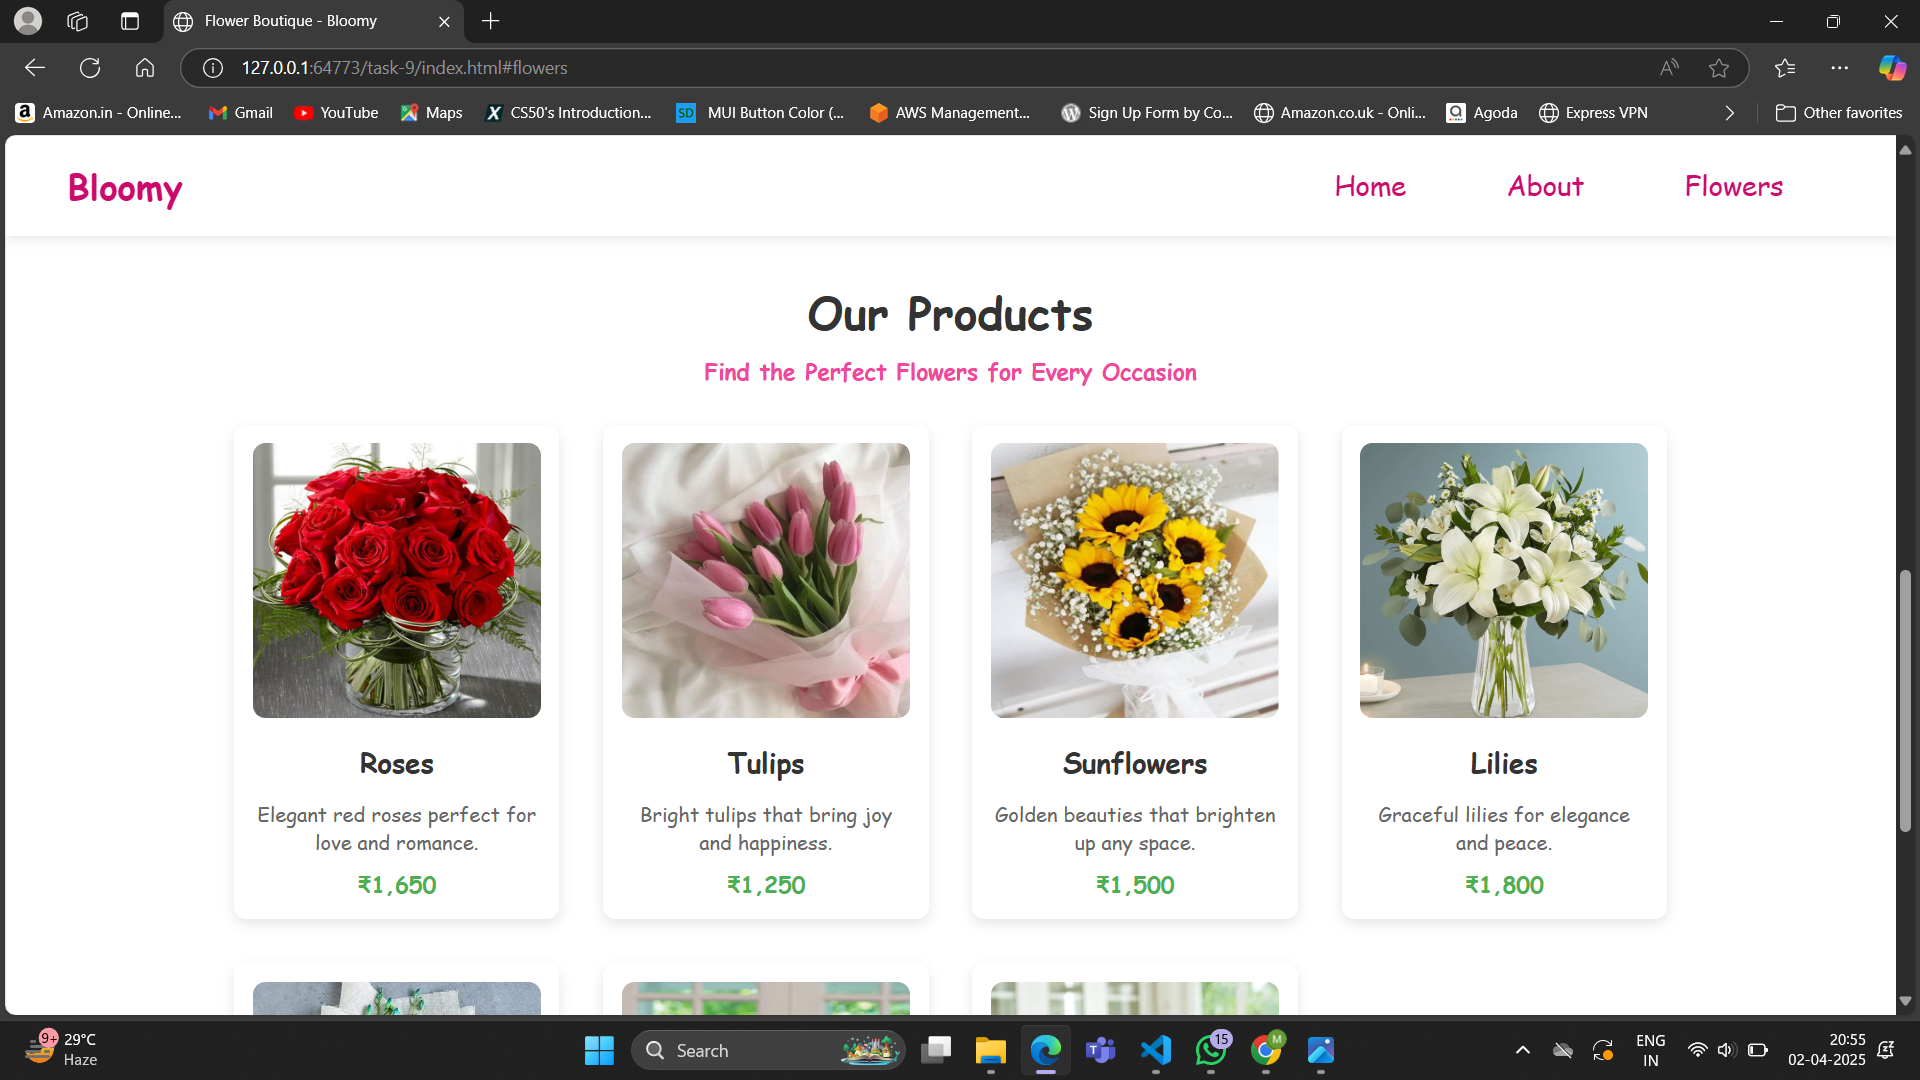 Flower Boutique - Bloomy
127.0.0.1:64773/task-9/index.html#flowers
Amazon.in - Online... Gmail YouTube Maps CS50's Introduction... SD MUI Button Color (... AWS Management... Sign Up Form by Co... Amazon.co.uk - Onli... Agoda Express VPN Other favorites
Bloomy Home About Flowers
Our Products
Find the Perfect Flowers for Every Occasion
Roses
Elegant red roses perfect for
love and romance.
₹1,650
Tulips
Bright tulips that bring joy
and happiness.
₹1,250
Sunflowers
Golden beauties that brighten
up any space.
₹1,500
Lilies
Graceful lilies for elegance
and peace.
₹1,800
9+ 29°C
Haze
Search
15
M
ENG
IN
20:55
02-04-2025